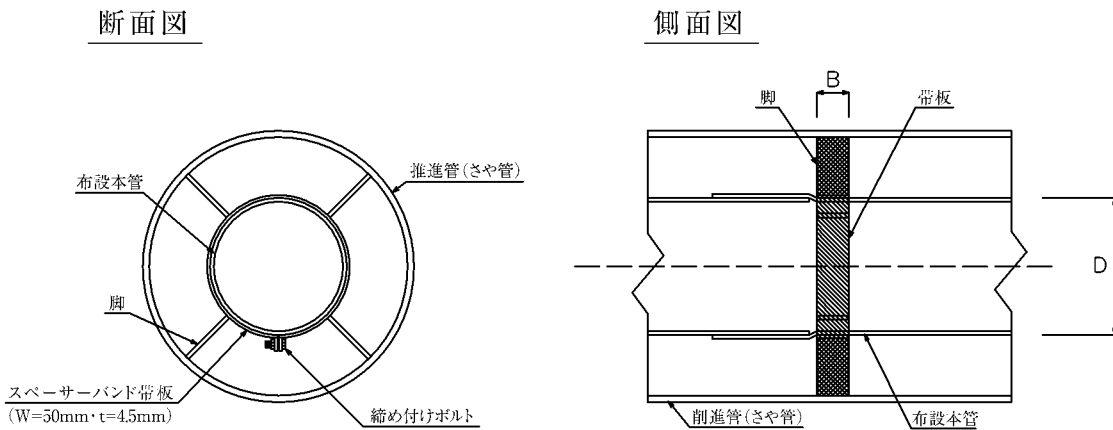 断面図
推進管(さや管)
布設本管
脚
スペーサーバンド帯板
(W=50mm・t=4.5mm)
締め付けボルト
側面図
B
脚
帯板
D
削進管(さや管)
布設本管